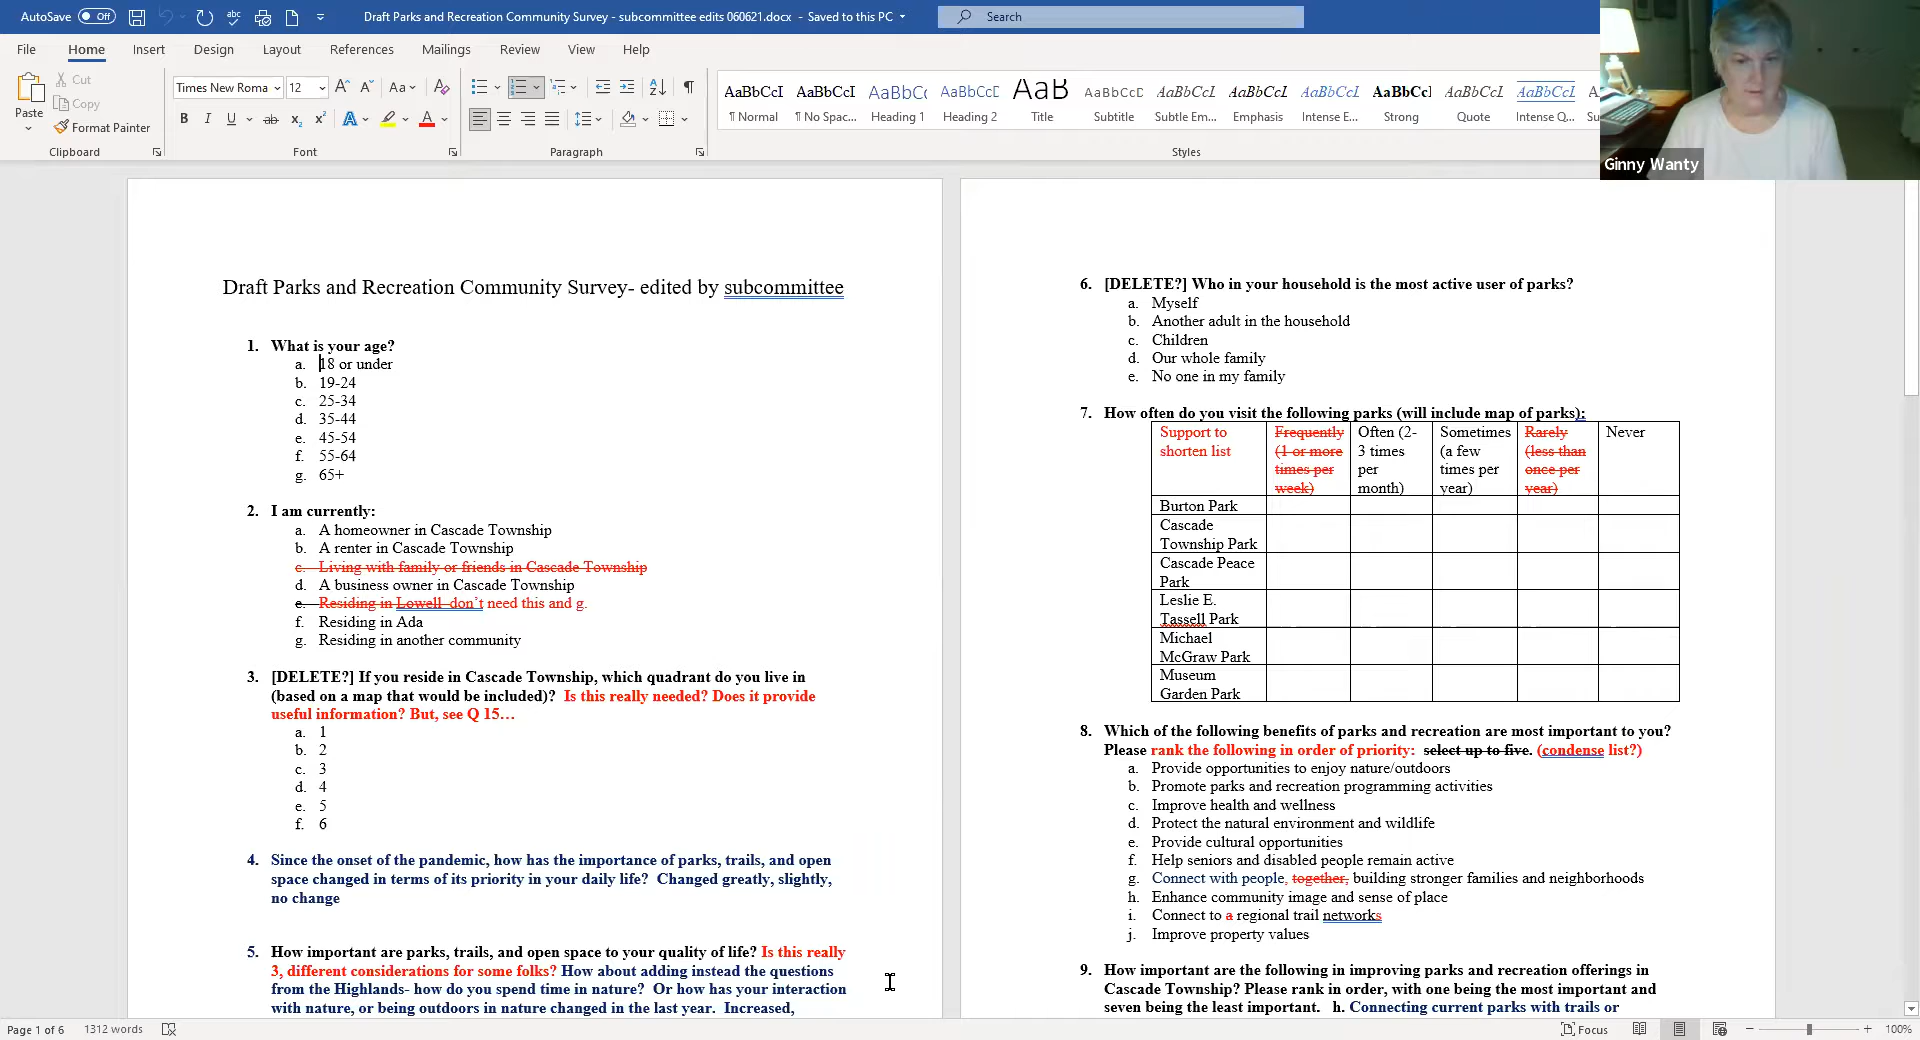 AutoSave Off Draft Parks and Recreation Community Survey - subcommittee edits 060621.docx - Saved to this PC Search
File Home Insert Design Layout References Mailings Review View Help
Cut
Copy
Paste Format Painter
Times New Roma 12
AaBbCcI AaBbCcI AaBbCc AaBbCcD AaB AaBbCcD AaBbCcL AaBbCcL AaBbCcL AaBbCcI AaBbCcL AaBbCcL
¶ Normal ¶ No Spac... Heading 1 Heading 2 Title Subtitle Subtle Em... Emphasis Intense E... Strong Quote Intense Q...
Clipboard Font Paragraph Styles
Ginny Wanty
Draft Parks and Recreation Community Survey- edited by subcommittee
1. What is your age?
a. 18 or under
b. 19-24
c. 25-34
d. 35-44
e. 45-54
f. 55-64
g. 65+
2. I am currently:
a. A homeowner in Cascade Township
b. A renter in Cascade Township
c. Living with family or friends in Cascade Township
d. A business owner in Cascade Township
e. Residing in Lowell don't need this and g.
f. Residing in Ada
g. Residing in another community
3. [DELETE?] If you reside in Cascade Township, which quadrant do you live in
(based on a map that would be included)? Is this really needed? Does it provide
useful information? But, see Q 15…
a. 1
b. 2
c. 3
d. 4
e. 5
f. 6
4. Since the onset of the pandemic, how has the importance of parks, trails, and open
space changed in terms of its priority in your daily life? Changed greatly, slightly,
no change
5. How important are parks, trails, and open space to your quality of life? Is this really
3, different considerations for some folks? How about adding instead the questions
from the Highlands- how do you spend time in nature? Or how has your interaction
with nature, or being outdoors in nature changed in the last year. Increased,
6. [DELETE?] Who in your household is the most active user of parks?
a. Myself
b. Another adult in the household
c. Children
d. Our whole family
e. No one in my family
7. How often do you visit the following parks (will include map of parks):
Support to Frequently Often (2- Sometimes Rarely Never
shorten list (1 or more 3 times (a few (less than
times per per times per once per
week) month) year) year)
Burton Park
Cascade
Township Park
Cascade Peace
Park
Leslie E.
Tassell Park
Michael
McGraw Park
Museum
Garden Park
8. Which of the following benefits of parks and recreation are most important to you?
Please rank the following in order of priority: select up to five. (condense list?)
a. Provide opportunities to enjoy nature/outdoors
b. Promote parks and recreation programming activities
c. Improve health and wellness
d. Protect the natural environment and wildlife
e. Provide cultural opportunities
f. Help seniors and disabled people remain active
g. Connect with people, together, building stronger families and neighborhoods
h. Enhance community image and sense of place
i. Connect to a regional trail networks
j. Improve property values
9. How important are the following in improving parks and recreation offerings in
Cascade Township? Please rank in order, with one being the most important and
seven being the least important. h. Connecting current parks with trails or
Page 1 of 6 1312 words Focus 100%